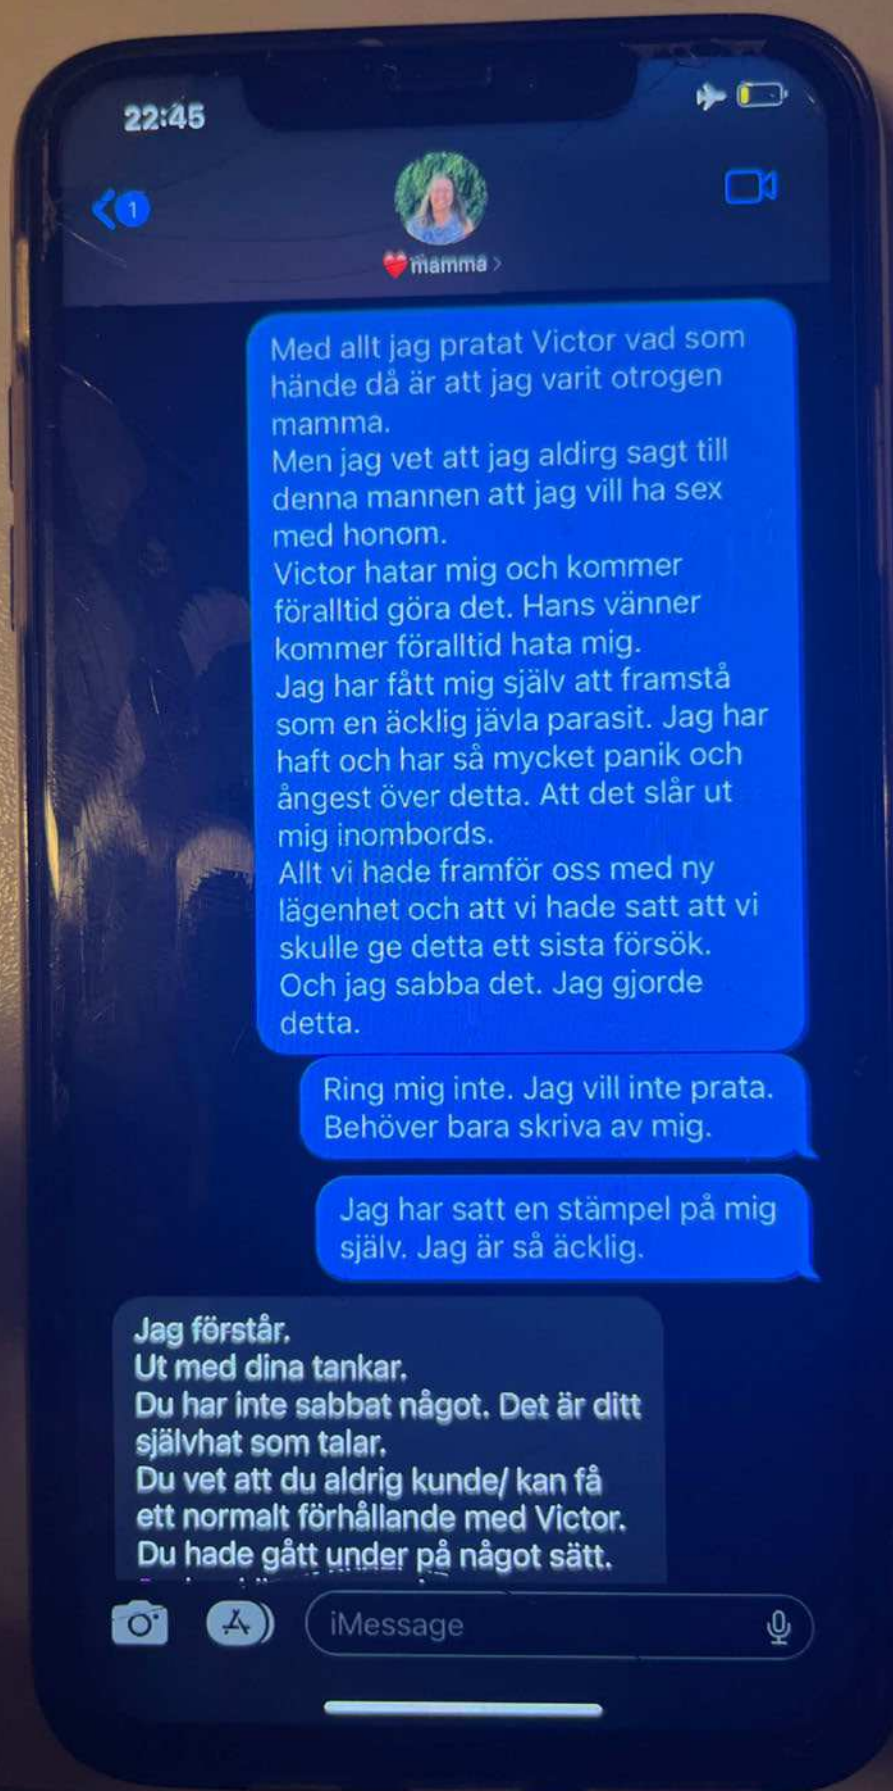 22:45
1
❤️mamma >
Med allt jag pratat Victor vad som
hände då är att jag varit otrogen
mamma.
Men jag vet att jag aldirg sagt till
denna mannen att jag vill ha sex
med honom.
Victor hatar mig och kommer
föralltid göra det. Hans vänner
kommer föralltid hata mig.
Jag har fått mig själv att framstå
som en äcklig jävla parasit. Jag har
haft och har så mycket panik och
ångest över detta. Att det slår ut
mig inombords.
Allt vi hade framför oss med ny
lägenhet och att vi hade satt att vi
skulle ge detta ett sista försök.
Och jag sabba det. Jag gjorde
detta.
Ring mig inte. Jag vill inte prata.
Behöver bara skriva av mig.
Jag har satt en stämpel på mig
själv. Jag är så äcklig.
Jag förstår.
Ut med dina tankar.
Du har inte sabbat något. Det är ditt
självhat som talar.
Du vet att du aldrig kunde/ kan få
ett normalt förhållande med Victor.
Du hade gått under på något sätt.
iMessage